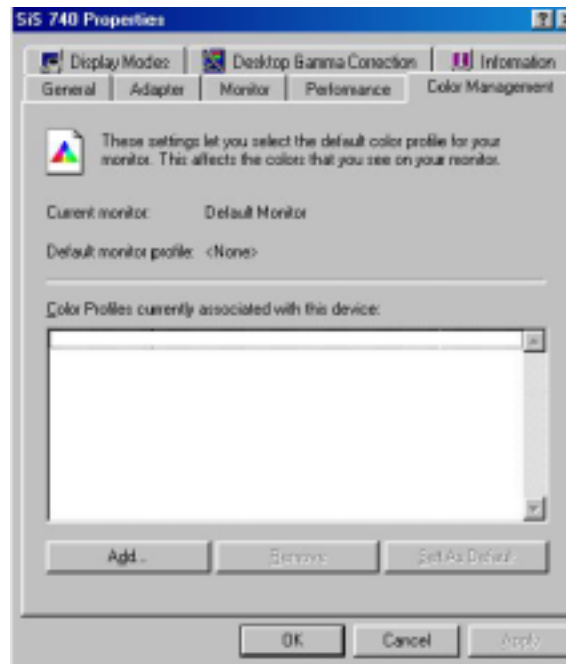 SiS 740 Properties
Display Modes
Desktop Gamma Correction
Information
General
Adapter
Monitor
Performance
Color Management
These settings let you select the default color profile for your
monitor. This affects the colors that you see on your monitor.
Current monitor: Default Monitor
Default monitor profile: <None>
Color Profiles currently associated with this device:
Add...
Remove
Set As Default
OK
Cancel
Apply